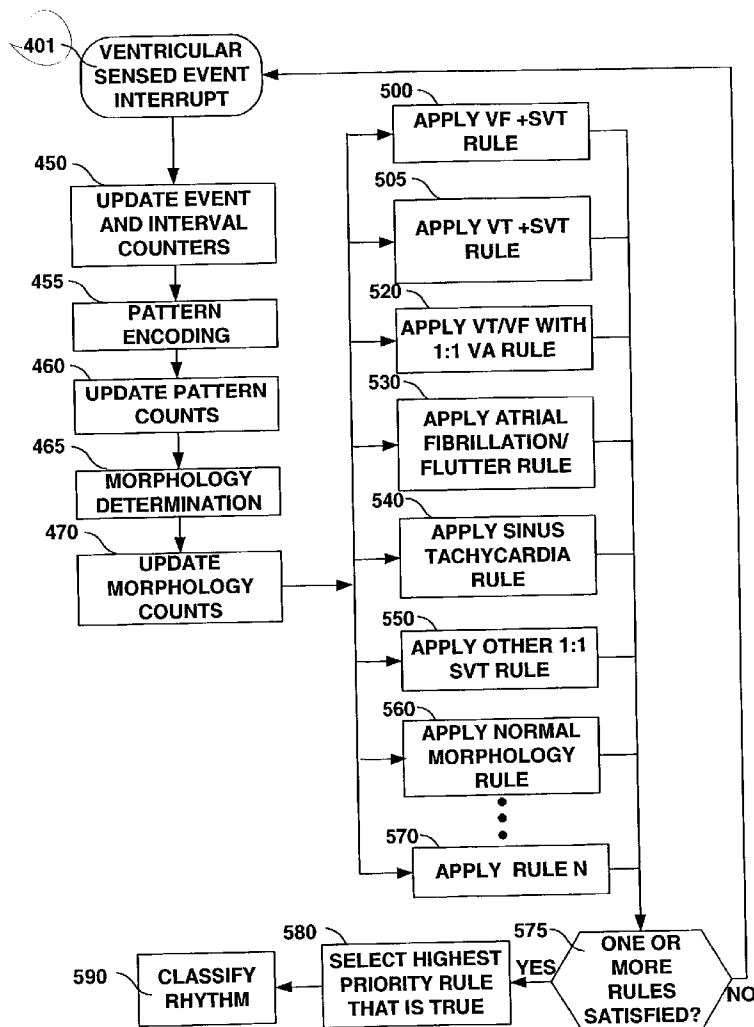 401
VENTRICULAR
SENSED EVENT
INTERRUPT
450
UPDATE EVENT
AND INTERVAL
COUNTERS
455
PATTERN
ENCODING
460
UPDATE PATTERN
COUNTS
465
MORPHOLOGY
DETERMINATION
470
UPDATE
MORPHOLOGY
COUNTS
500
APPLY VF +SVT
RULE
505
APPLY VT +SVT
RULE
520
APPLY VT/VF WITH
1:1 VA RULE
530
APPLY ATRIAL
FIBRILLATION/
FLUTTER RULE
540
APPLY SINUS
TACHYCARDIA
RULE
550
APPLY OTHER 1:1
SVT RULE
560
APPLY NORMAL
MORPHOLOGY
RULE
570
APPLY RULE N
575
ONE OR
MORE
RULES
SATISFIED?
YES
NO
580
SELECT HIGHEST
PRIORITY RULE
THAT IS TRUE
590
CLASSIFY
RHYTHM